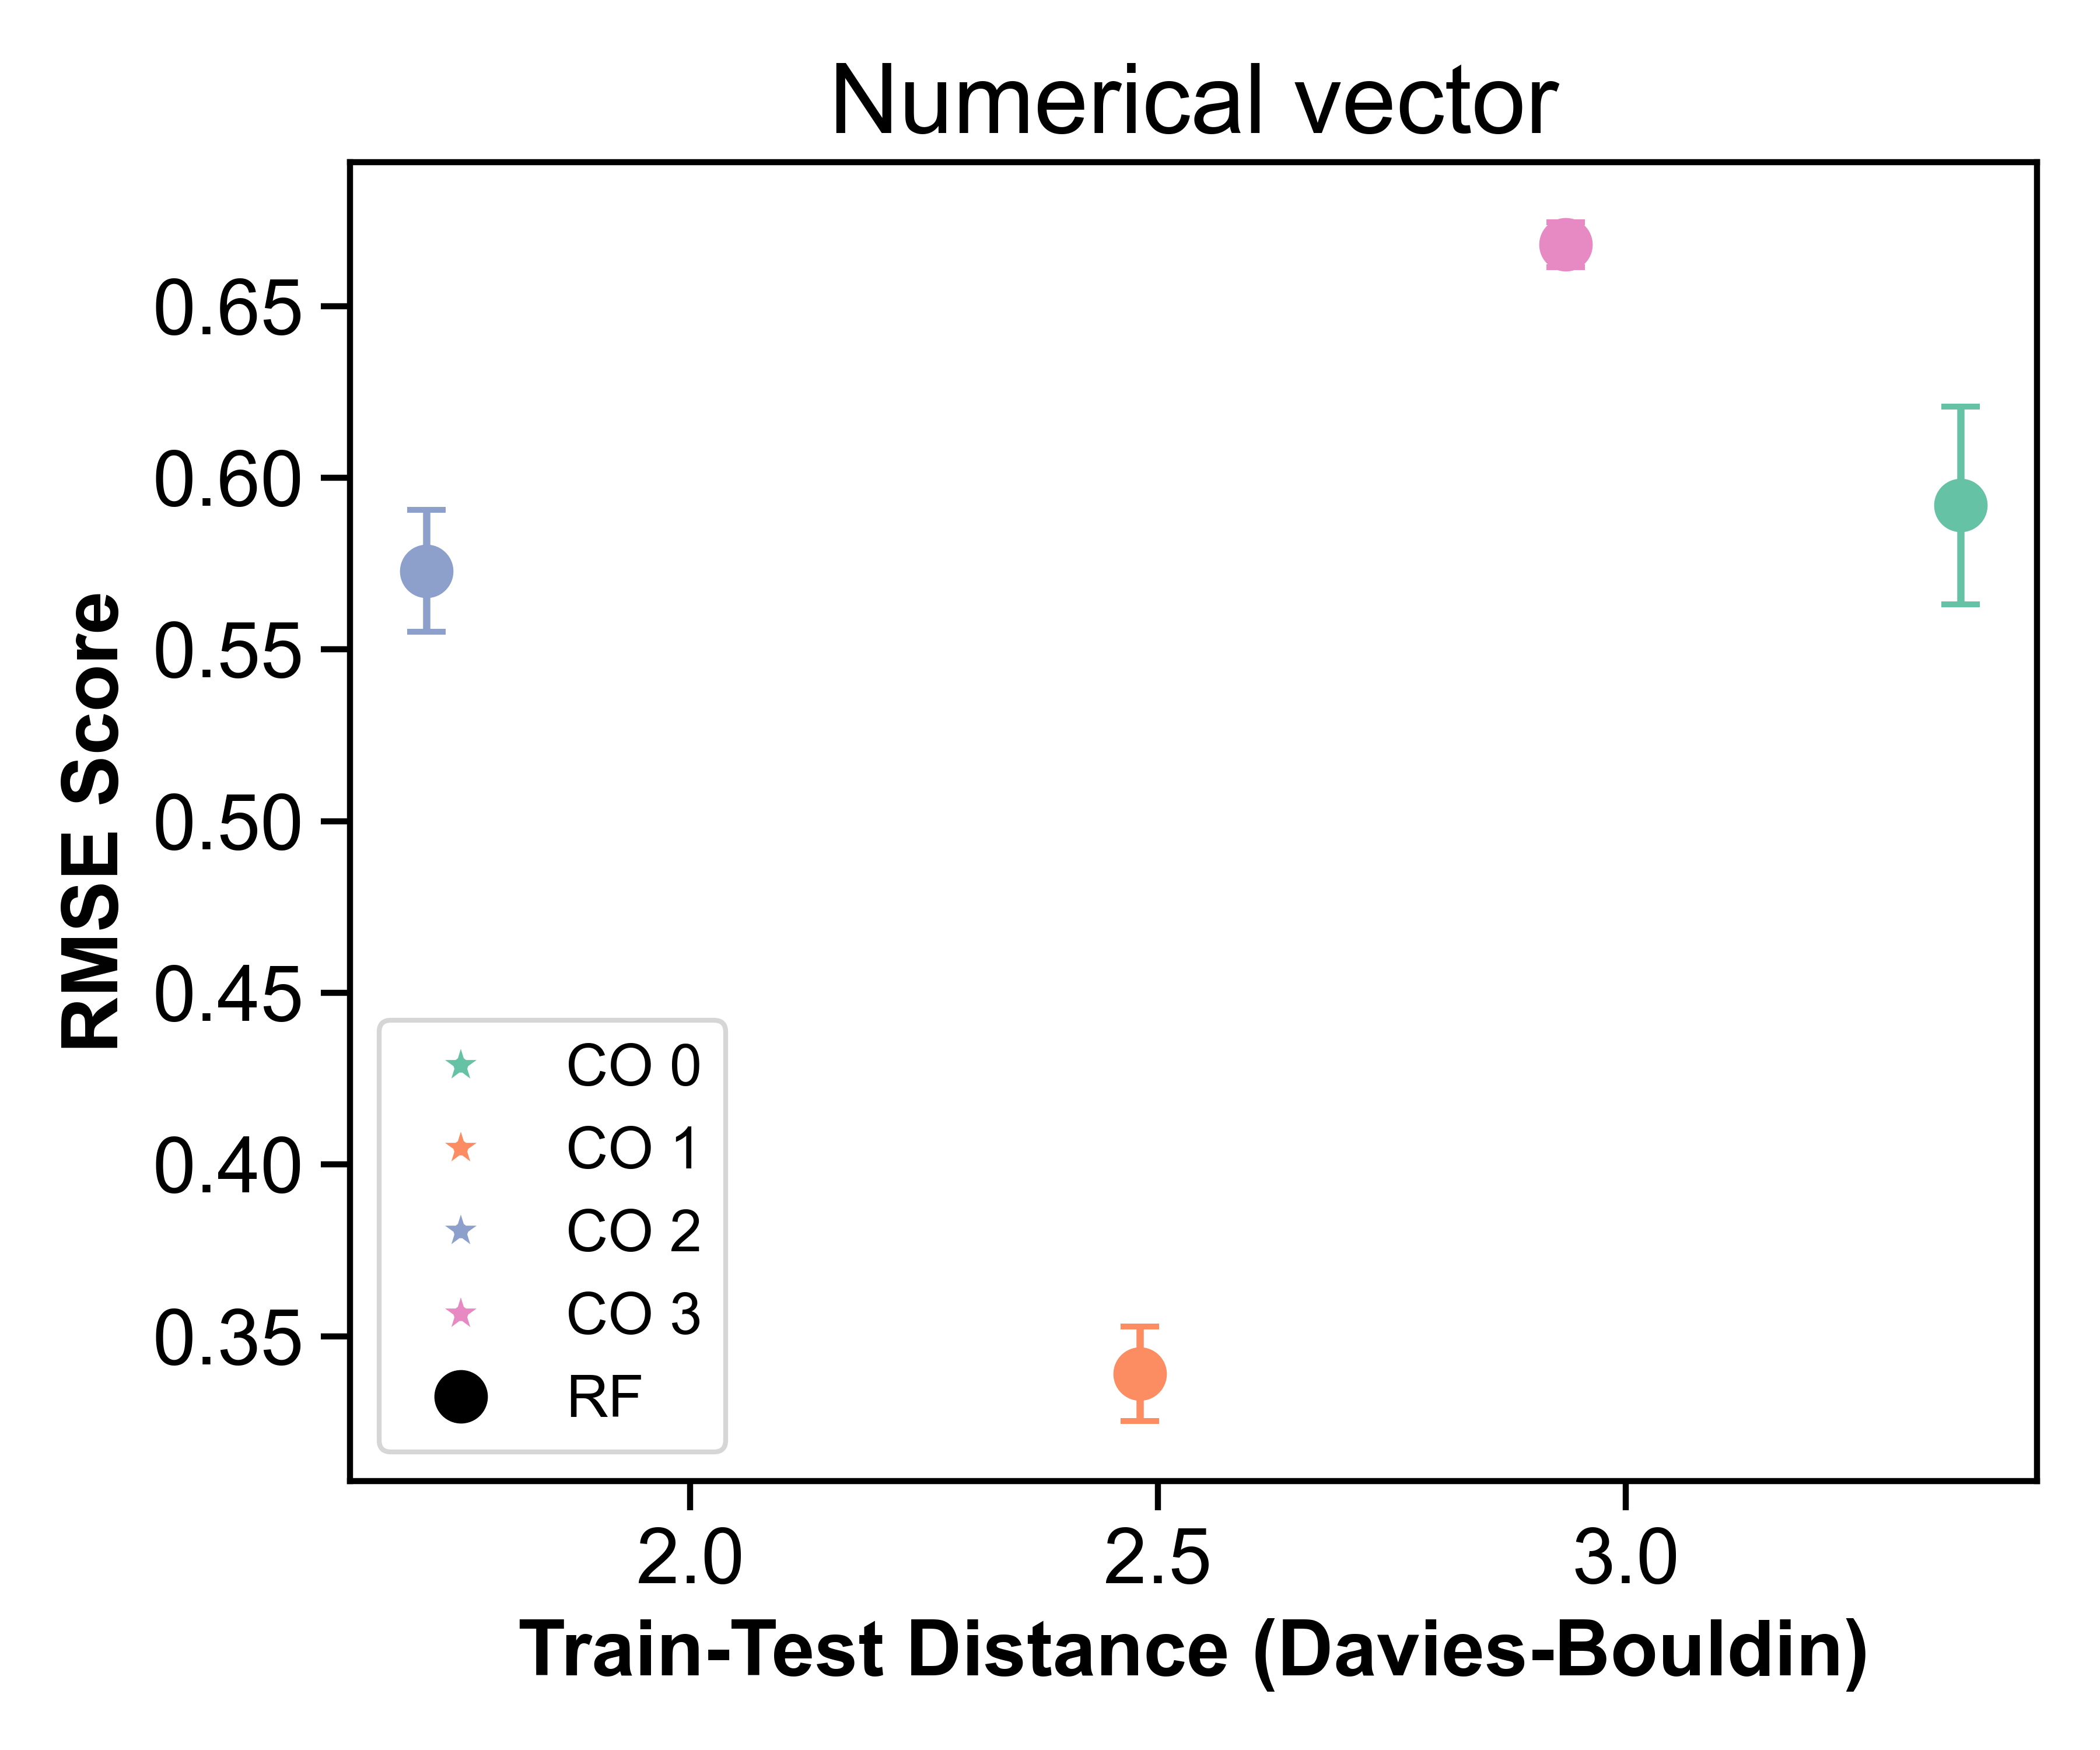 Numerical vector
RMSE Score
0.65
0.60
0.55
0.50
0.45
0.40
0.35
CO 0
CO 1
CO 2
CO 3
RF
2.0 2.5 3.0
Train-Test Distance (Davies-Bouldin)